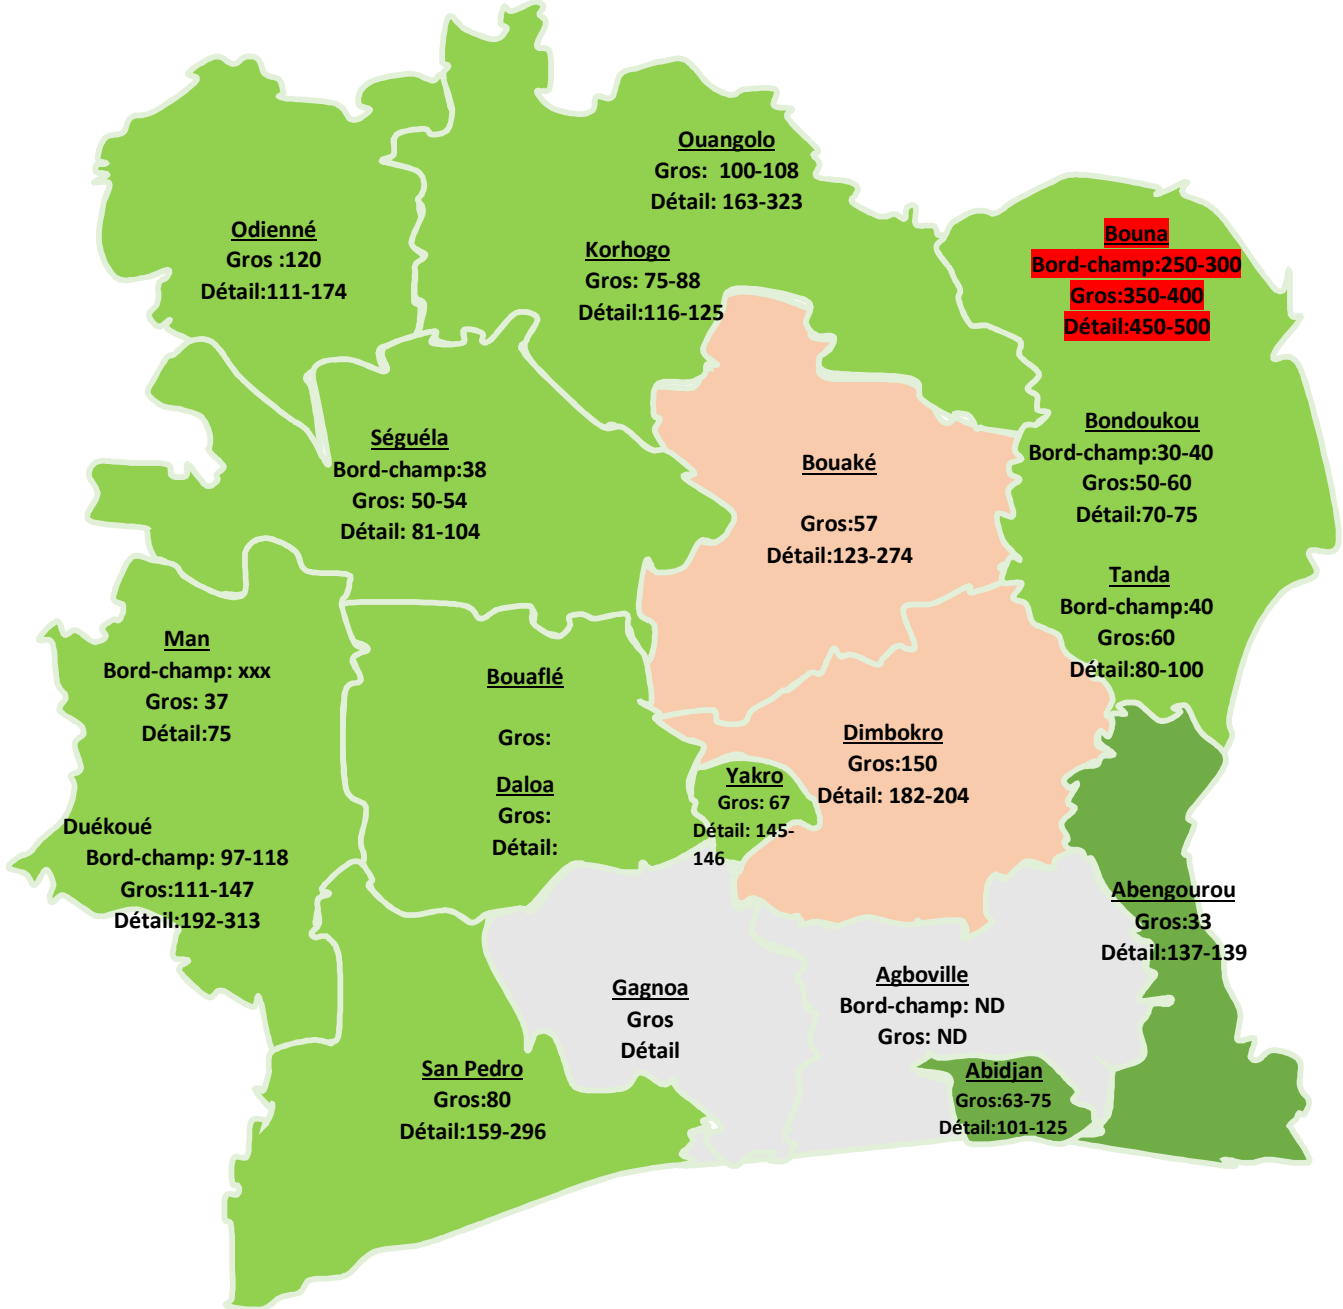 Ouangolo
Gros: 100-108
Détail: 163-323
Odienné
Gros :120
Détail:111-174
Korhogo
Gros: 75-88
Détail:116-125
Bouna
Bord-champ:250-300
Gros:350-400
Détail:450-500
Séguéla
Bord-champ:38
Gros: 50-54
Détail: 81-104
Bouaké
Gros:57
Détail:123-274
Bondoukou
Bord-champ:30-40
Gros:50-60
Détail:70-75
Tanda
Bord-champ:40
Gros:60
Détail:80-100
Man
Bord-champ: xxx
Gros: 37
Détail:75
Bouaflé
Gros:
Daloa
Gros:
Détail:
Yakro
Gros: 67
Détail: 145-
146
Dimbokro
Gros:150
Détail: 182-204
Duékoué
Bord-champ: 97-118
Gros:111-147
Détail:192-313
Abengourou
Gros:33
Détail:137-139
Gagnoa
Gros
Détail
Agboville
Bord-champ: ND
Gros: ND
San Pedro
Gros:80
Détail:159-296
Abidjan
Gros:63-75
Détail:101-125